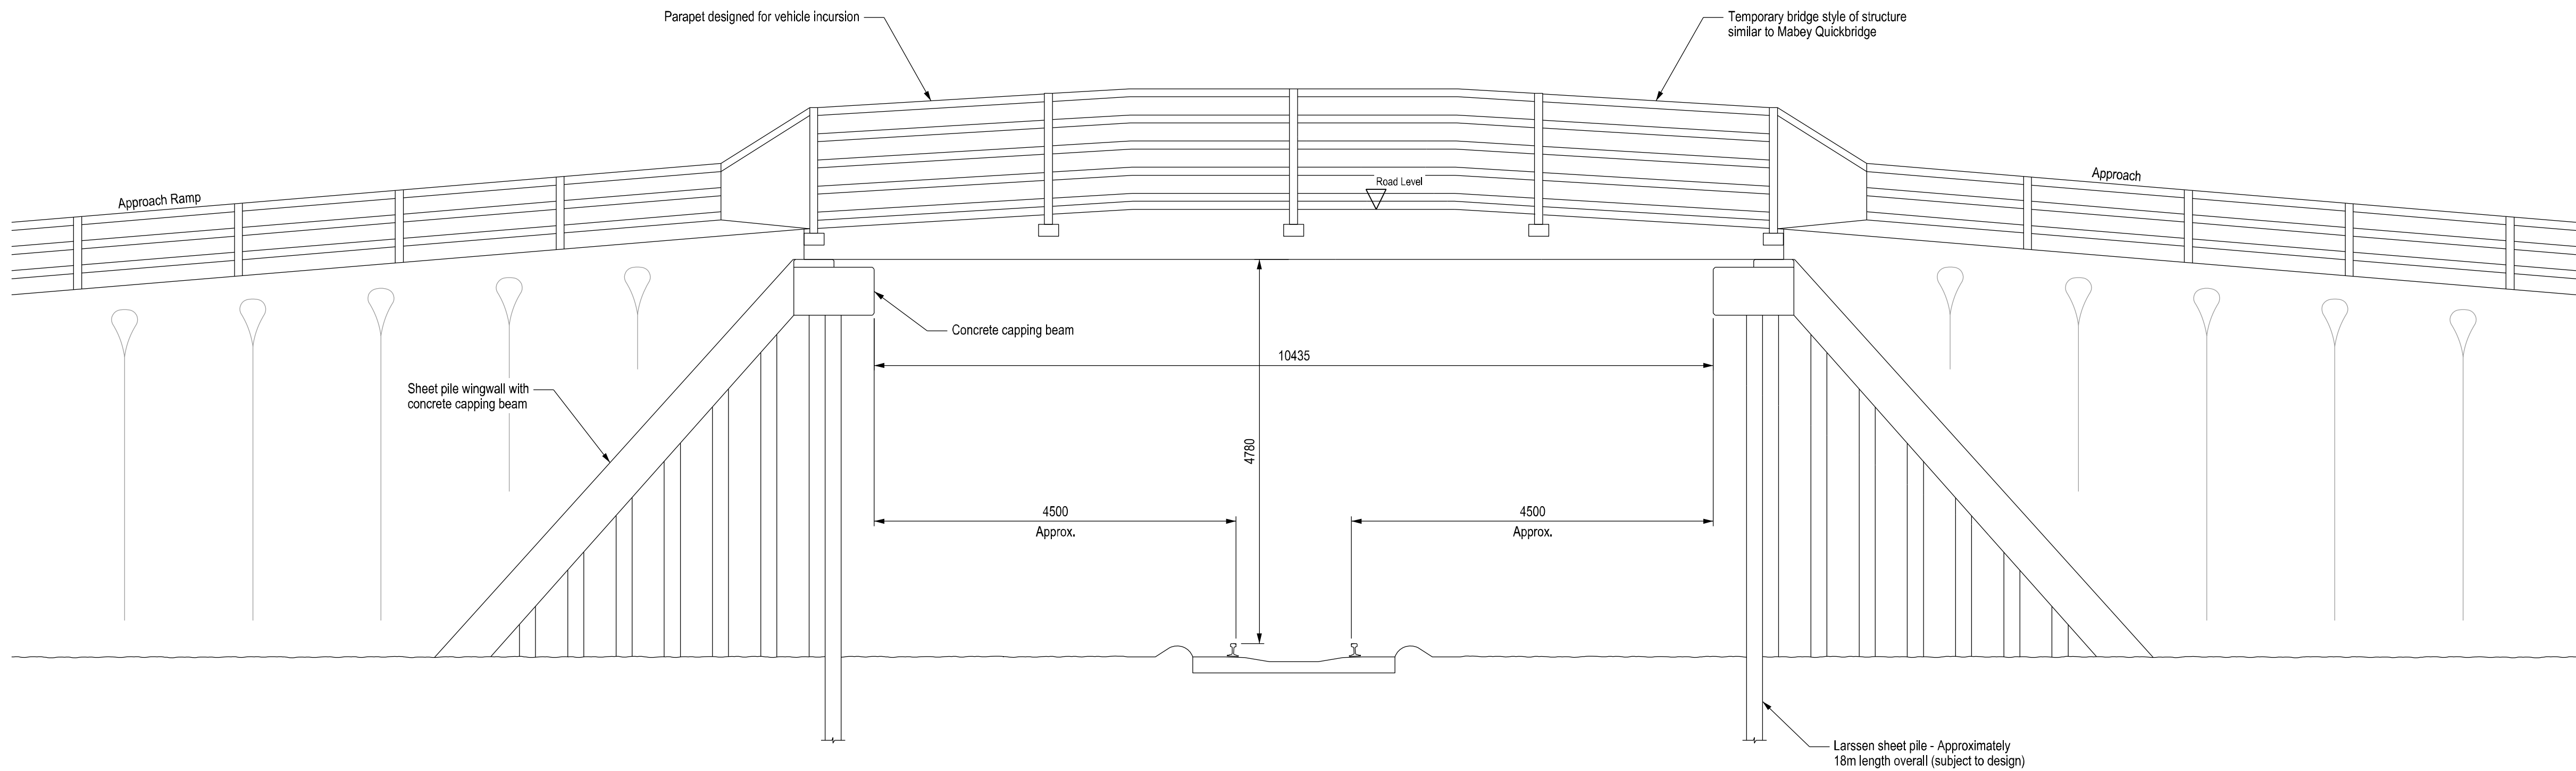 Parapet designed for vehicle incursion
Temporary bridge style of structure
similar to Mabey Quickbridge
Approach Ramp
Road Level
Approach
Concrete capping beam
10435
Sheet pile wingwall with
concrete capping beam
4780
4500
Approx.
4500
Approx.
Larssen sheet pile - Approximately
18m length overall (subject to design)